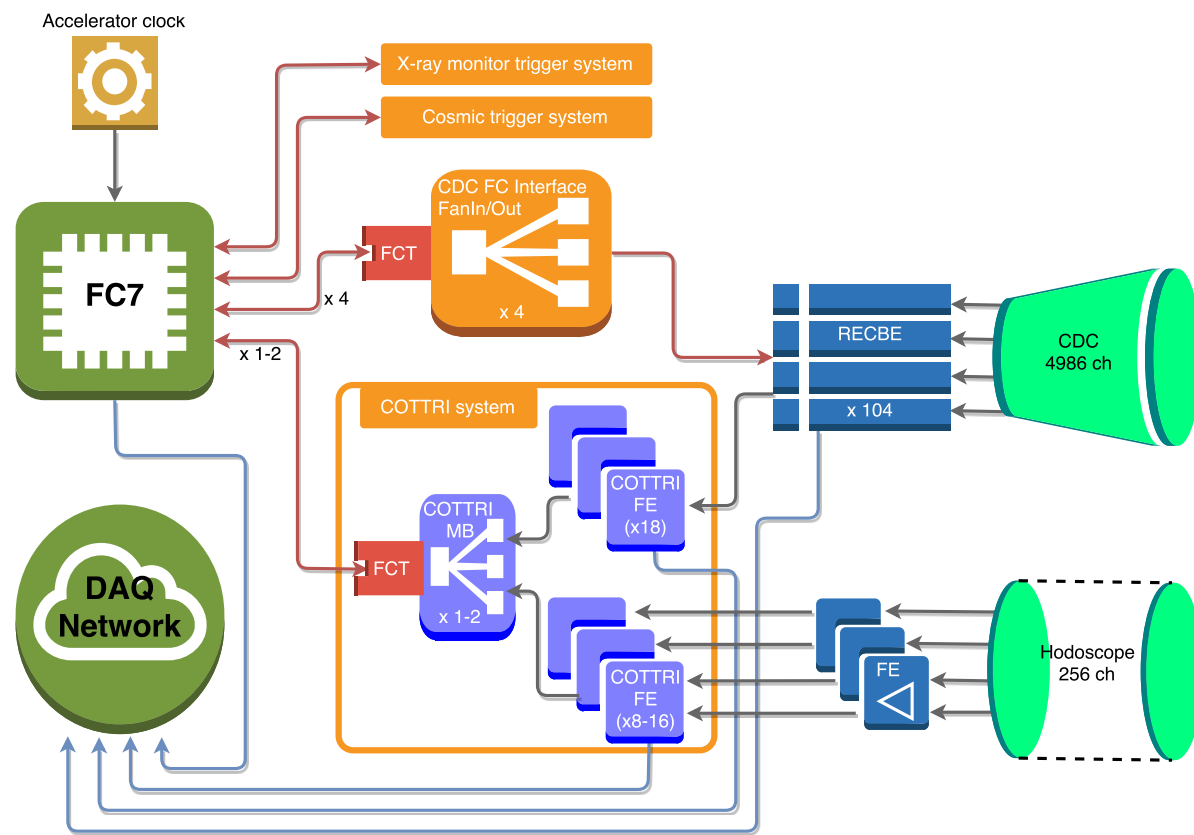 Accelerator clock
X-ray monitor trigger system
Cosmic trigger system
CDC FC Interface
FanIn/Out
FCT
x 4
FC7
x 4
x 1-2
RECBE
x 104
CDC
4986 ch
COTTRI system
COTTRI
FE
(x18)
COTTRI
MB
FCT
x 1-2
DAQ
Network
COTTRI
FE
(x8-16)
FE
Hodoscope
256 ch